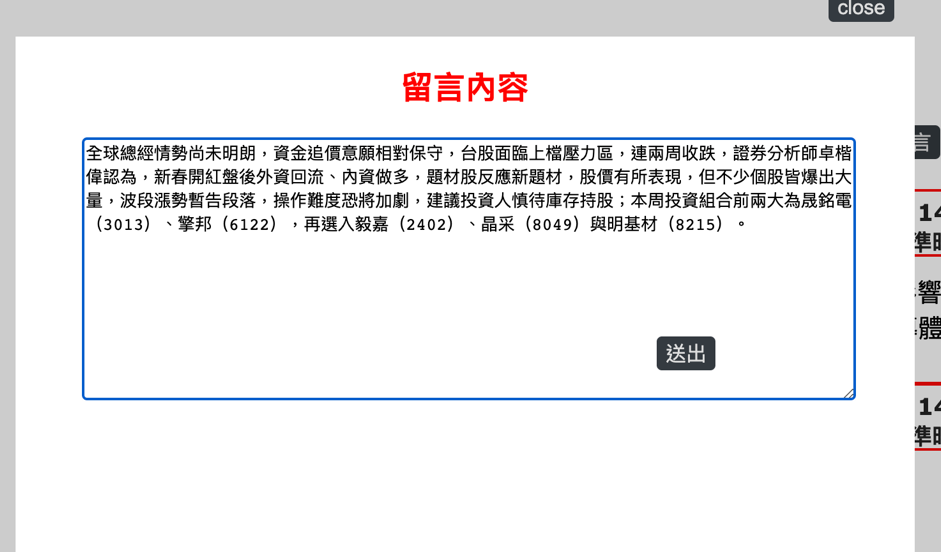 close
留言內容
言
全球總經情勢尚未明朗，資金追價意願相對保守，台股面臨上檔壓力區，連兩周收跌，證券分析師卓楷
偉認為，新春開紅盤後外資回流、內資做多，題材股反應新題材，股價有所表現，但不少個股皆爆出大
量，波段漲勢暫告段落，操作難度恐將加劇，建議投資人慎待庫存持股；本周投資組合前兩大為晟銘電
（3013）、擎邦（6122），再選入毅嘉（2402）、晶采（8049）與明基材（8215）。
14
準時
響
體
送出
14
準時